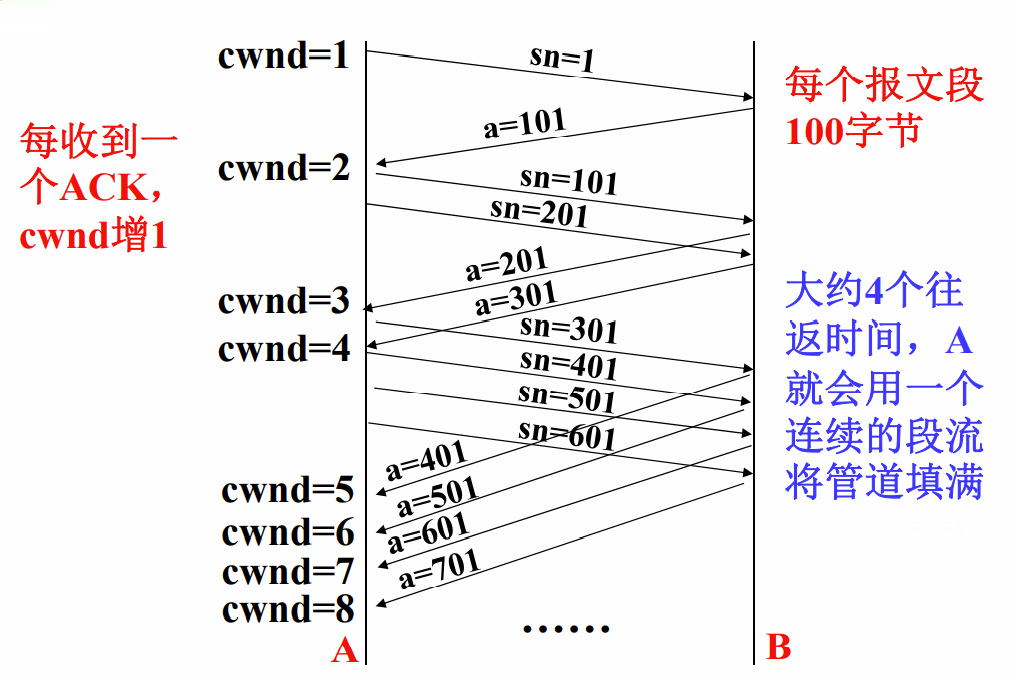 cwnd=1
sn=1
每个报文段
100字节
a=101
每收到一
个ACK，
cwnd增1
cwnd=2
sn=101
sn=201
a=201
a=301
cwnd=3
sn=301
cwnd=4
sn=401
sn=501
sn=601
大约4个往
返时间，A
就会用一个
连续的段流
将管道填满
a=401
cwnd=5
a=501
cwnd=6
a=601
cwnd=7
a=701
cwnd=8
……
A
B